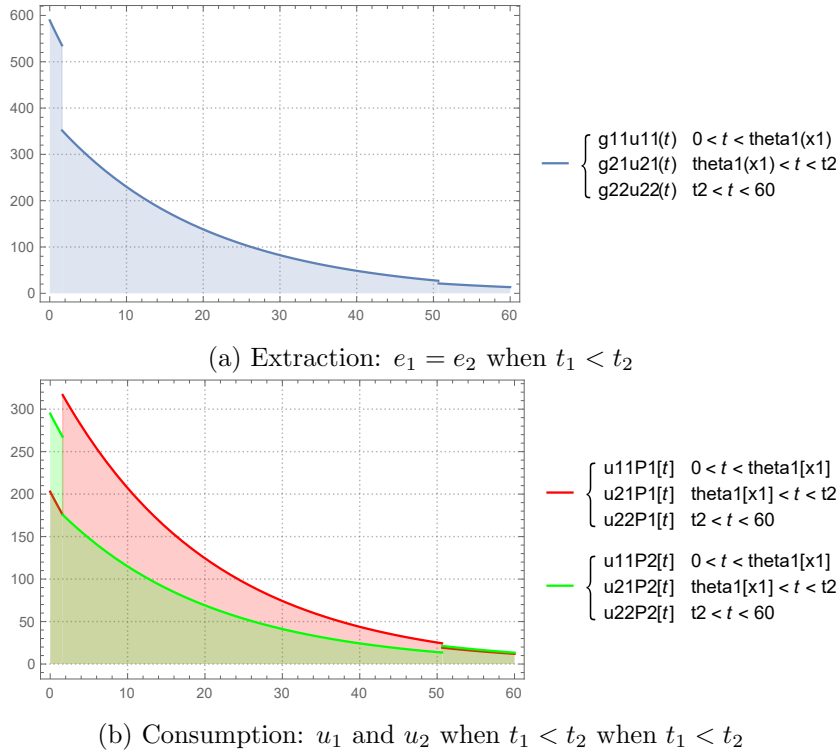 600
500
400
300
200
100
0
0 10 20 30 40 50 60
g11u11(t) 0 < t < theta1(x1)
g21u21(t) theta1(x1) < t < t2
g22u22(t) t2 < t < 60
(a) Extraction: e₁ = e₂ when t₁ < t₂
300
250
200
150
100
50
0
0 10 20 30 40 50 60
u11P1[t] 0 < t < theta1[x1]
u21P1[t] theta1[x1] < t < t2
u22P1[t] t2 < t < 60
u11P2[t] 0 < t < theta1[x1]
u21P2[t] theta1[x1] < t < t2
u22P2[t] t2 < t < 60
(b) Consumption: u₁ and u₂ when t₁ < t₂ when t₁ < t₂